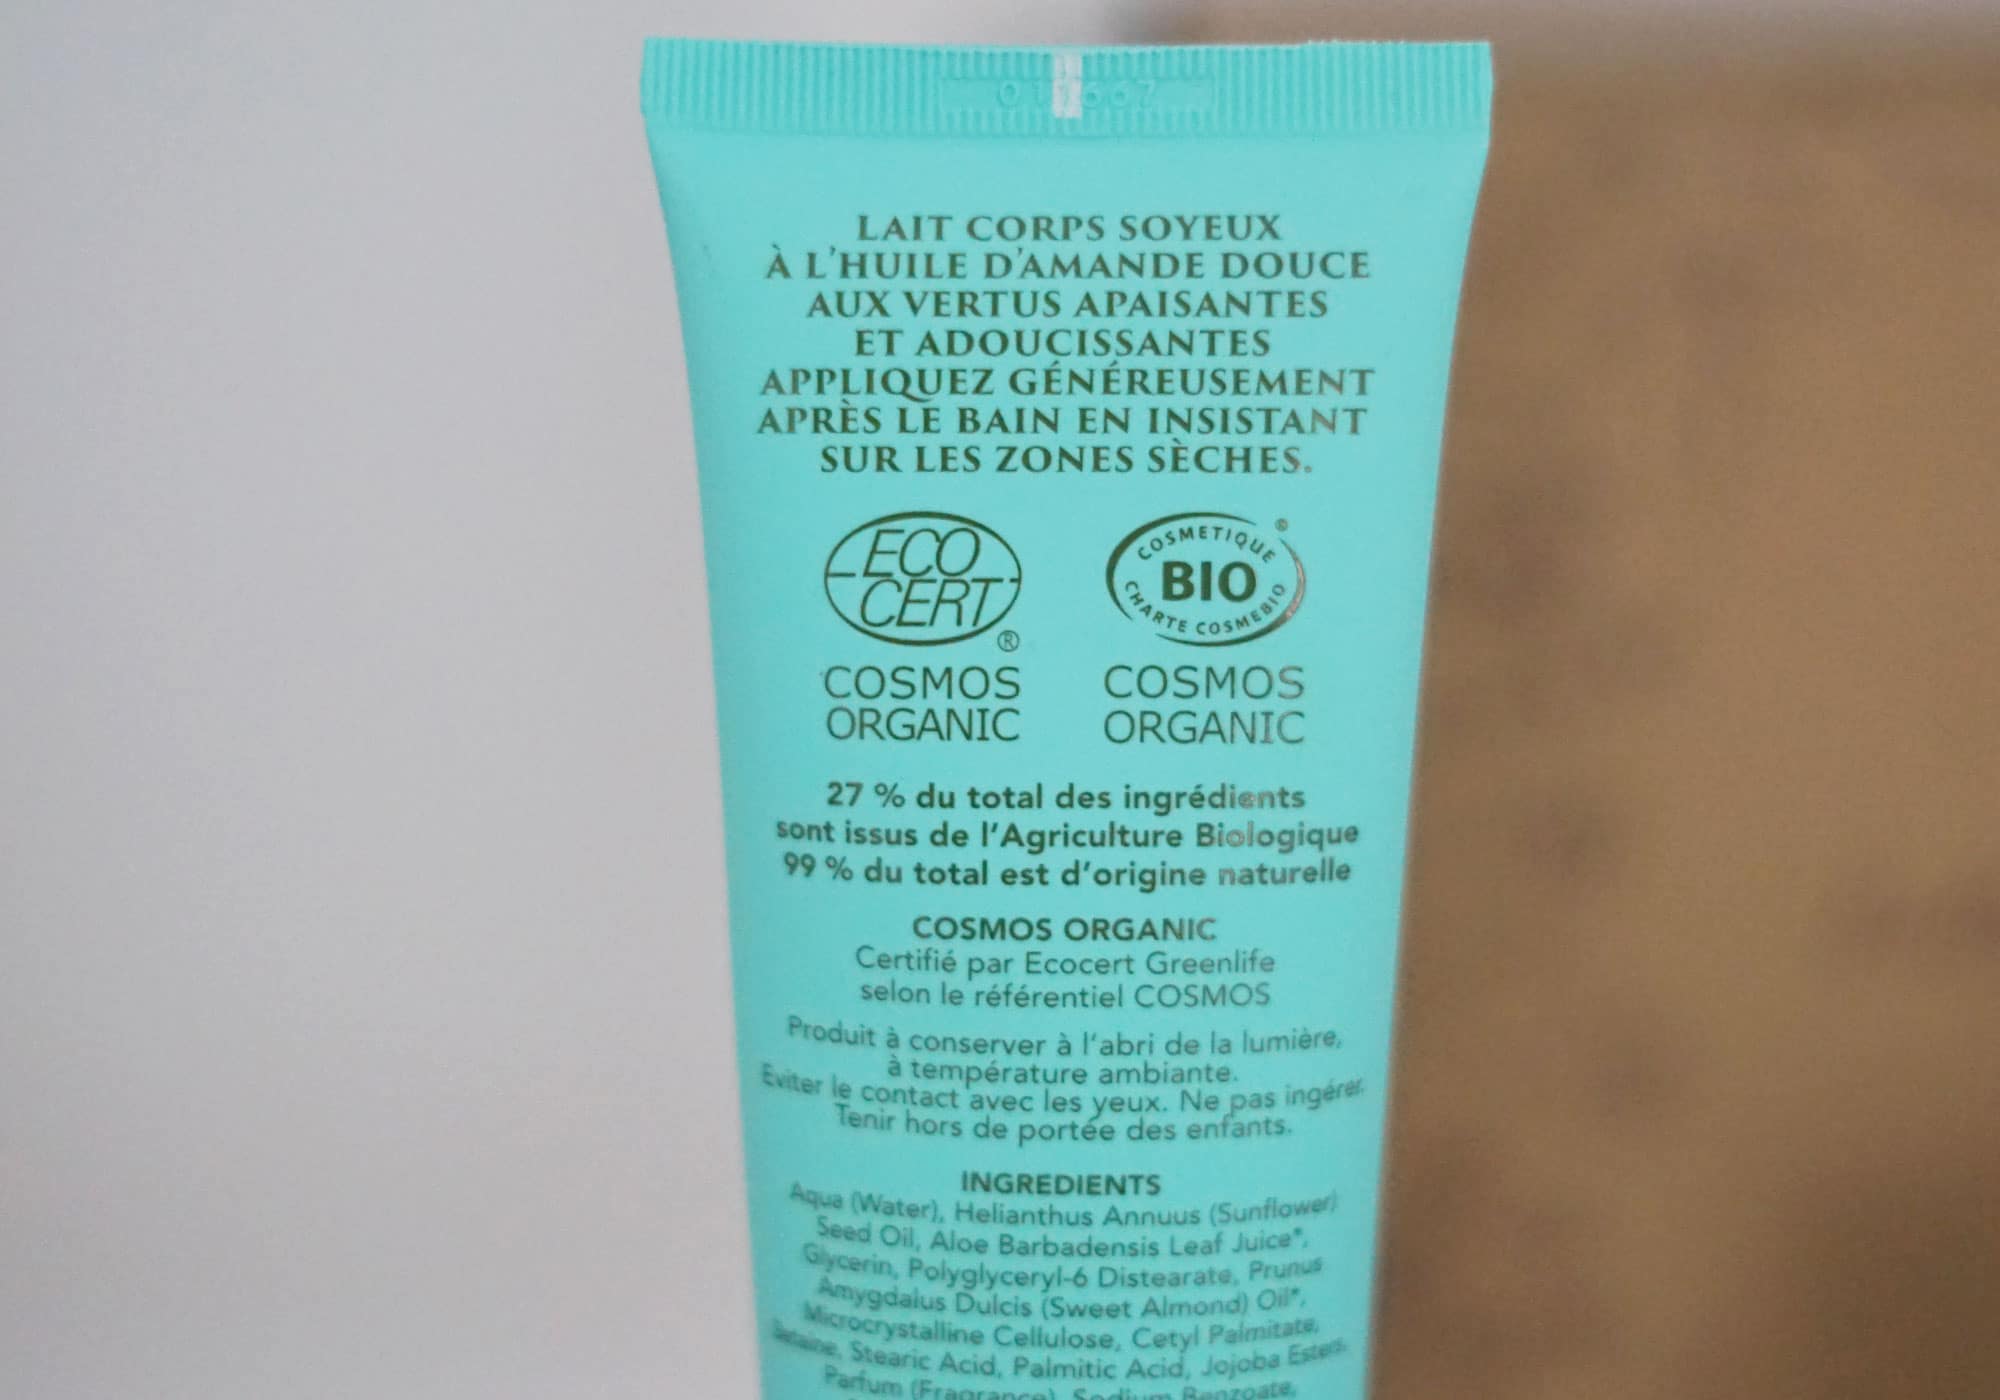 LAIT CORPS SOYEUX
À L'HUILE D'AMANDE DOUCE
AUX VERTUS APAISANTES
ET ADOUCISSANTES
APPLIQUEZ GÉNÉREUSEMENT
APRÈS LE BAIN EN INSISTANT
SUR LES ZONES SÈCHES.
ECO
CERT
®
COSMOS
ORGANIC
COSMETIQUE ®
BIO
CHARTE COSMEBIO
COSMOS
ORGANIC
27 % du total des ingrédients
sont issus de l'Agriculture Biologique
99 % du total est d'origine naturelle
COSMOS ORGANIC
Certifié par Ecocert Greenlife
selon le référentiel COSMOS
Produit à conserver à l'abri de la lumière,
à température ambiante.
Eviter le contact avec les yeux. Ne pas ingérer.
Tenir hors de portée des enfants.
INGREDIENTS
Aqua (Water), Helianthus Annuus (Sunflower)
Seed Oil, Aloe Barbadensis Leaf Juice*,
Glycerin, Polyglyceryl-6 Distearate, Prunus
Amygdalus Dulcis (Sweet Almond) Oil*,
Microcrystalline Cellulose, Cetyl Palmitate,
Betaine, Stearic Acid, Palmitic Acid, Jojoba Esters,
Parfum (Fragrance), Sodium Benzoate,